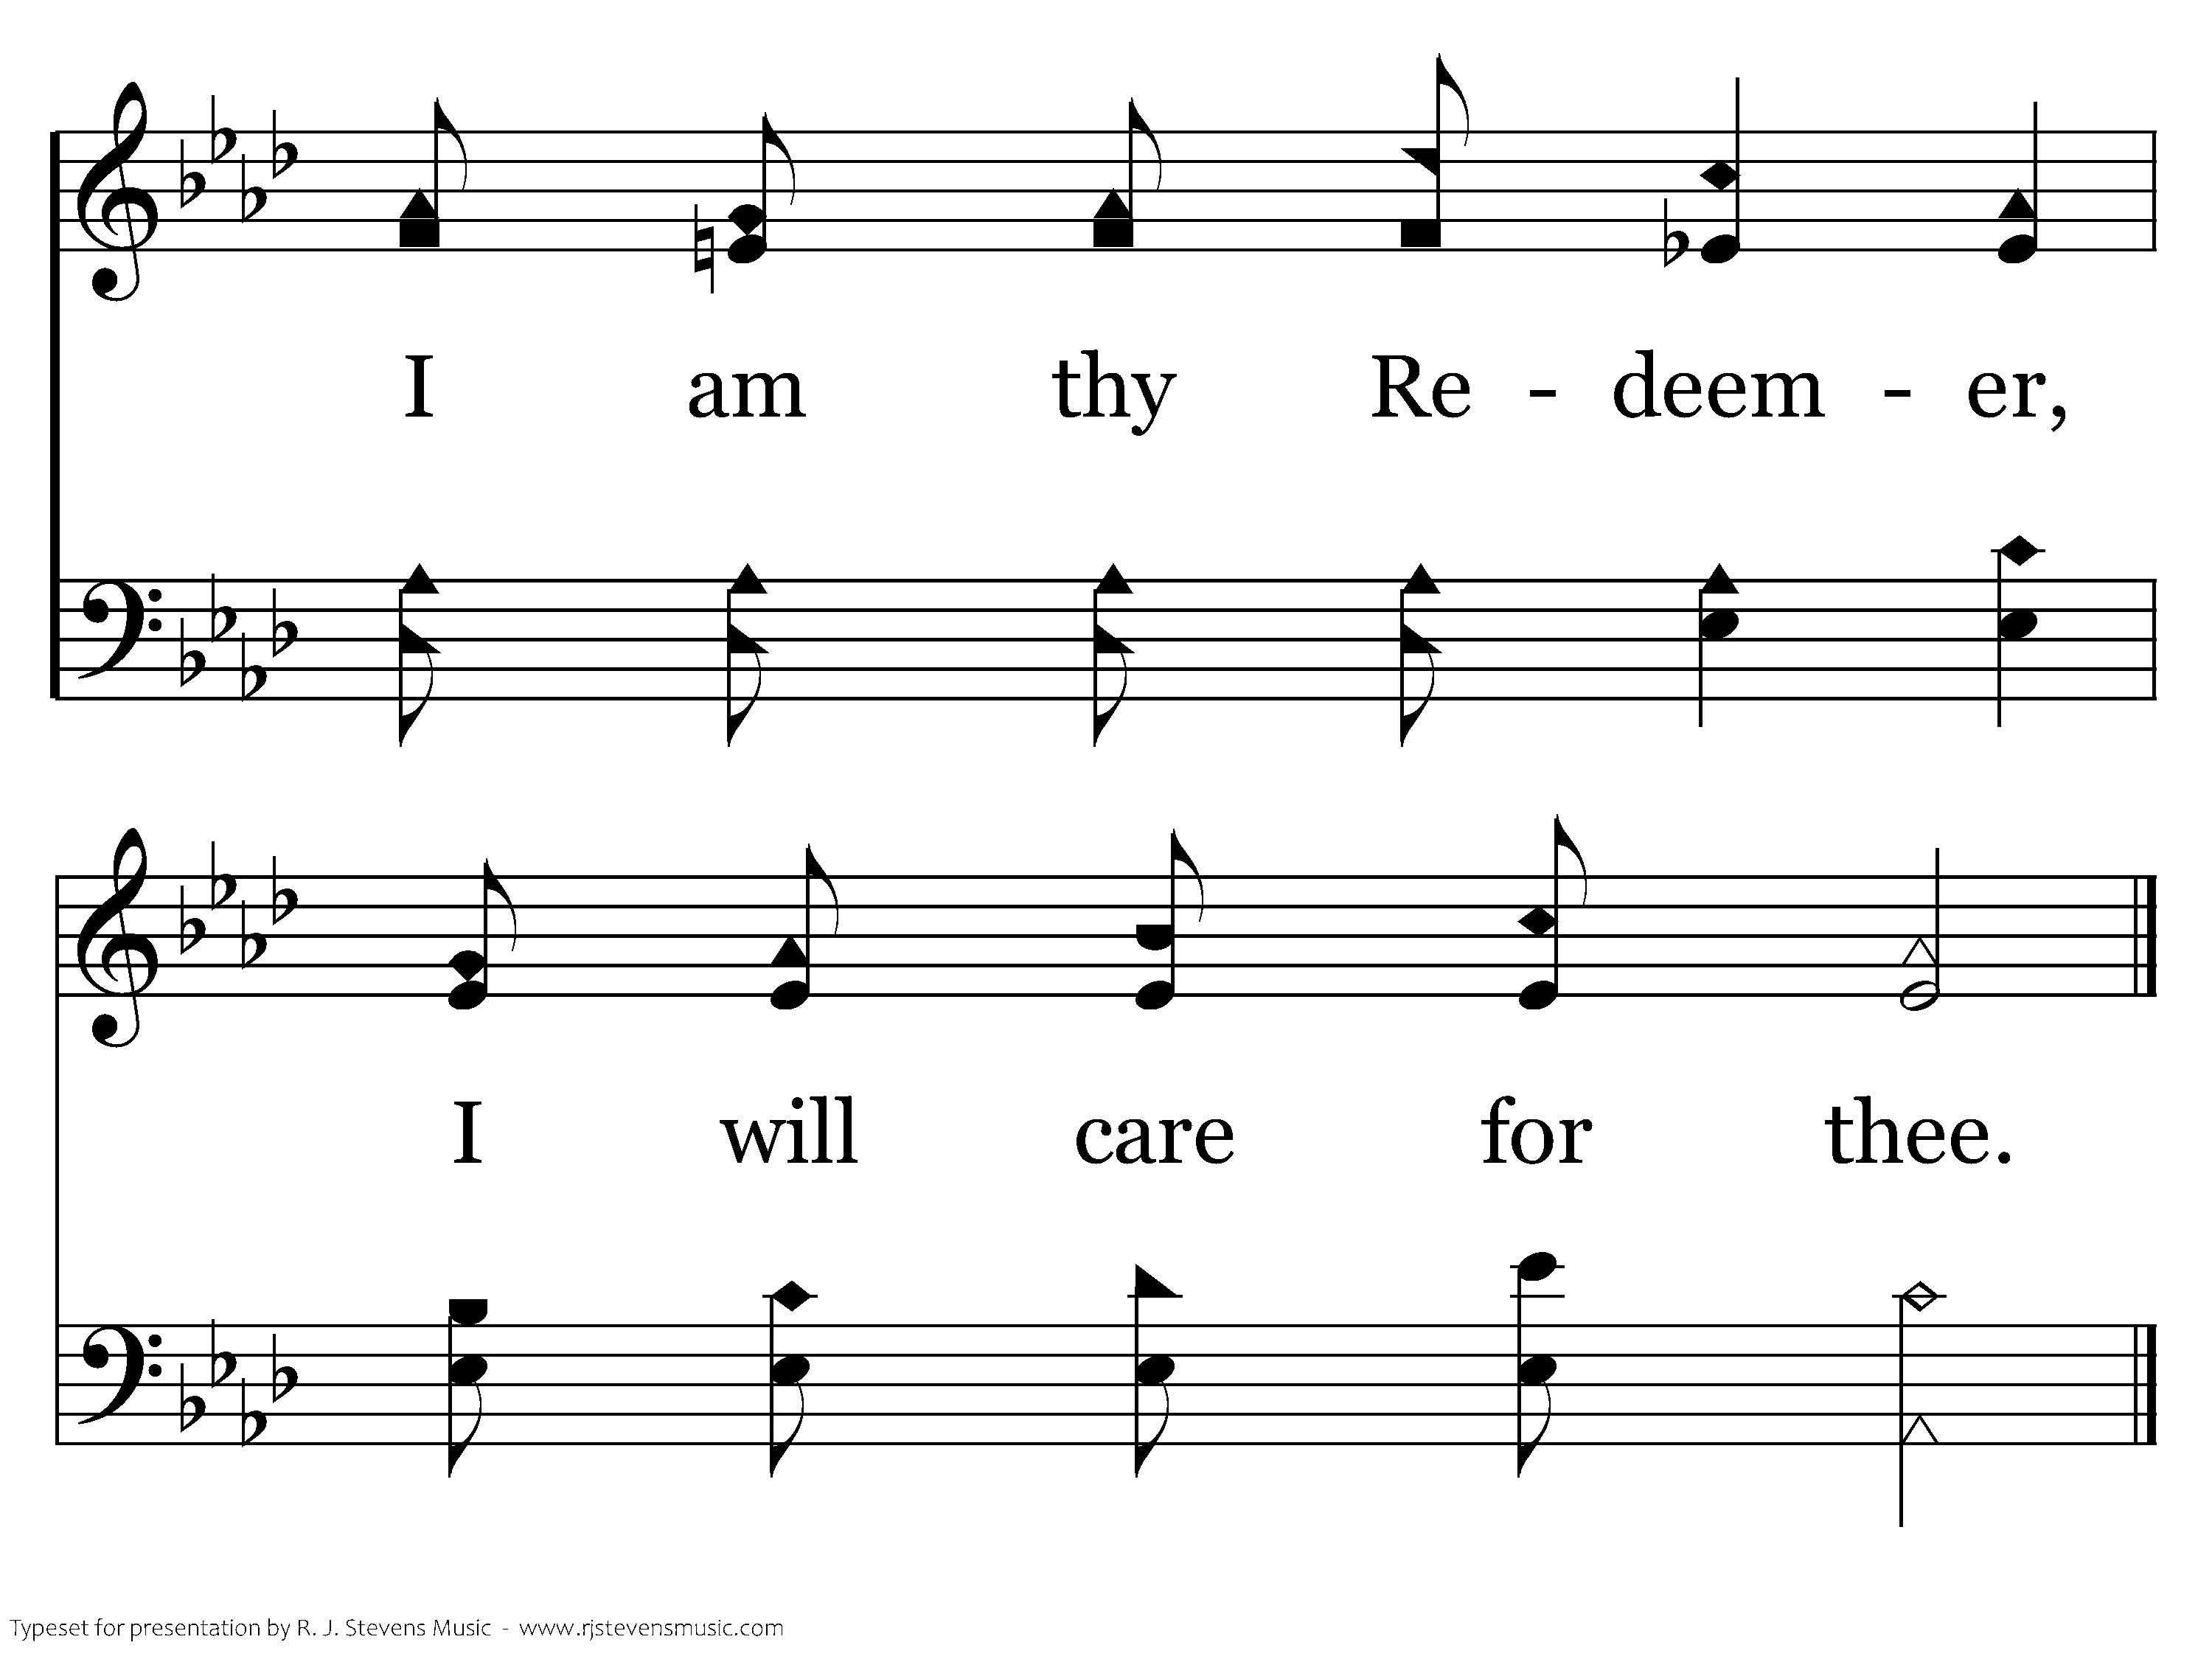 I am thy Re - deem - er,
I will care for thee.
Typeset for presentation by R. J. Stevens Music - www.rjstevensmusic.com